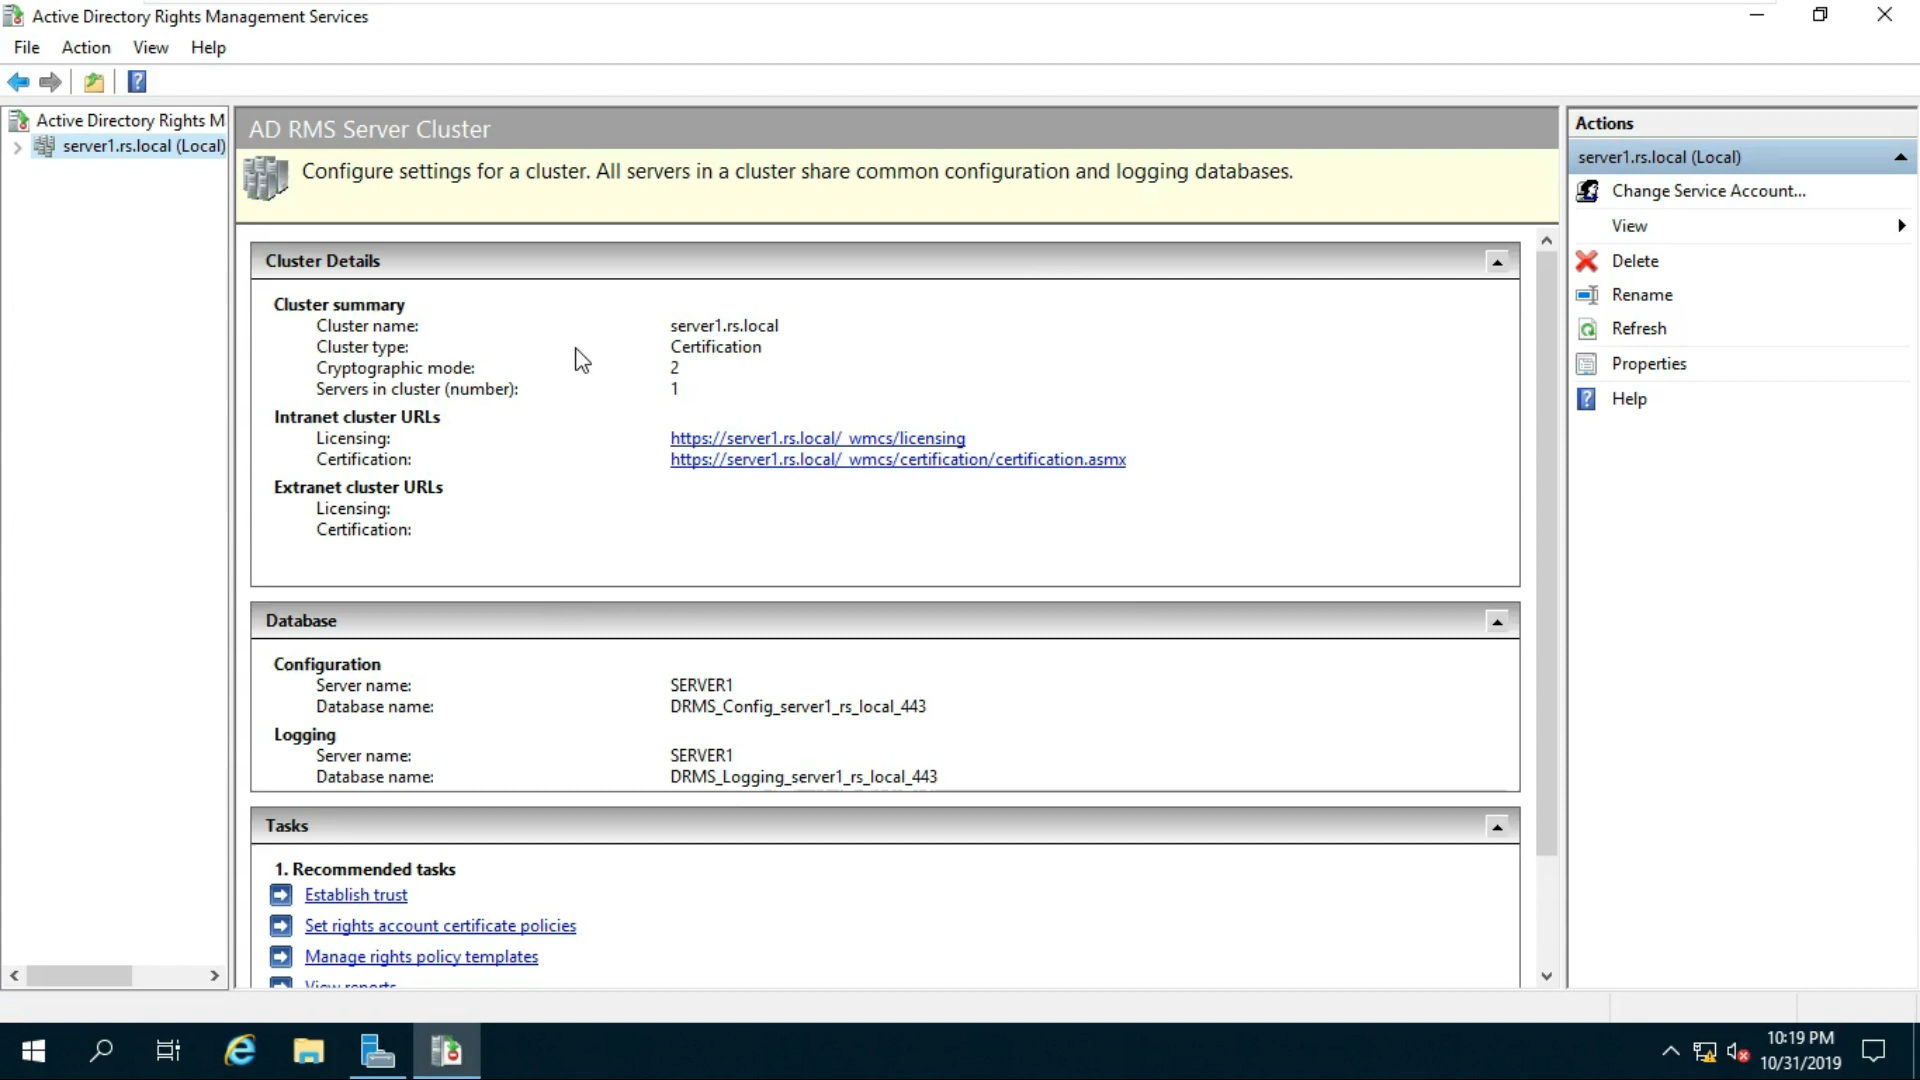 Active Directory Rights Management Services
File Action View Help
Active Directory Rights M
server1.rs.local (Local)
AD RMS Server Cluster
Configure settings for a cluster. All servers in a cluster share common configuration and logging databases.
Cluster Details
Cluster summary
Cluster name: server1.rs.local
Cluster type: Certification
Cryptographic mode: 2
Servers in cluster (number): 1
Intranet cluster URLs
Licensing: https://server1.rs.local/_wmcs/licensing
Certification: https://server1.rs.local/_wmcs/certification/certification.asmx
Extranet cluster URLs
Licensing:
Certification:
Database
Configuration
Server name: SERVER1
Database name: DRMS_Config_server1_rs_local_443
Logging
Server name: SERVER1
Database name: DRMS_Logging_server1_rs_local_443
Tasks
1. Recommended tasks
Establish trust
Set rights account certificate policies
Manage rights policy templates
View reports
Actions
server1.rs.local (Local)
Change Service Account...
View
Delete
Rename
Refresh
Properties
Help
10:19 PM
10/31/2019